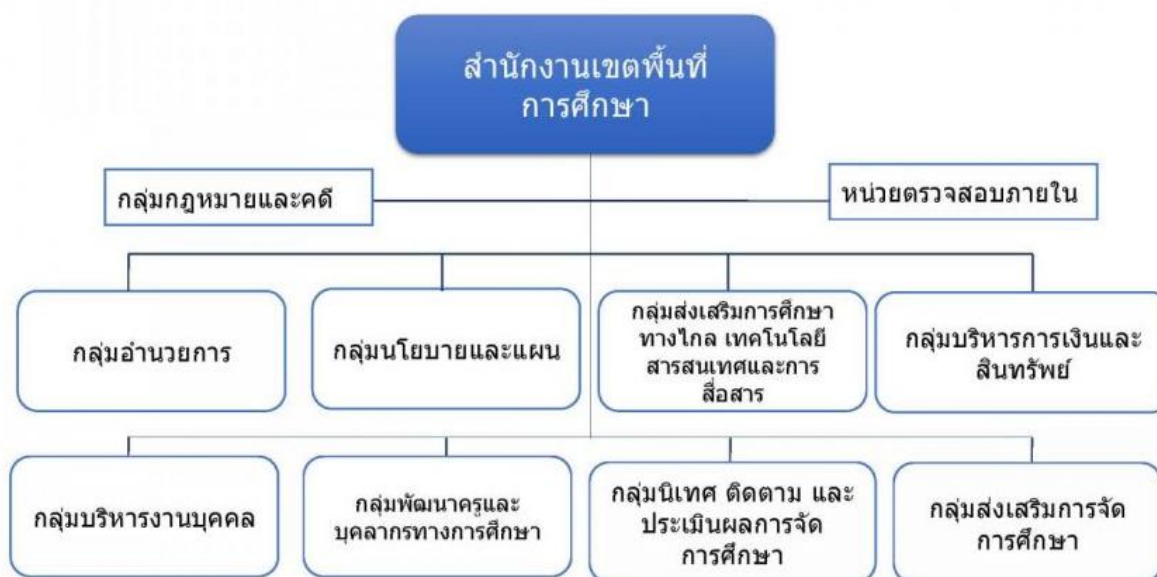 สำนักงานเขตพื้นที่
การศึกษา
กลุ่มกฎหมายและคดี
หน่วยตรวจสอบภายใน
กลุ่มอำนวยการ
กลุ่มนโยบายและแผน
กลุ่มส่งเสริมการศึกษา
ทางไกล เทคโนโลยี
สารสนเทศและการ
สื่อสาร
กลุ่มบริหารการเงินและ
สินทรัพย์
กลุ่มบริหารงานบุคคล
กลุ่มพัฒนาครูและ
บุคลากรทางการศึกษา
กลุ่มนิเทศ ติดตาม และ
ประเมินผลการจัด
การศึกษา
กลุ่มส่งเสริมการจัด
การศึกษา